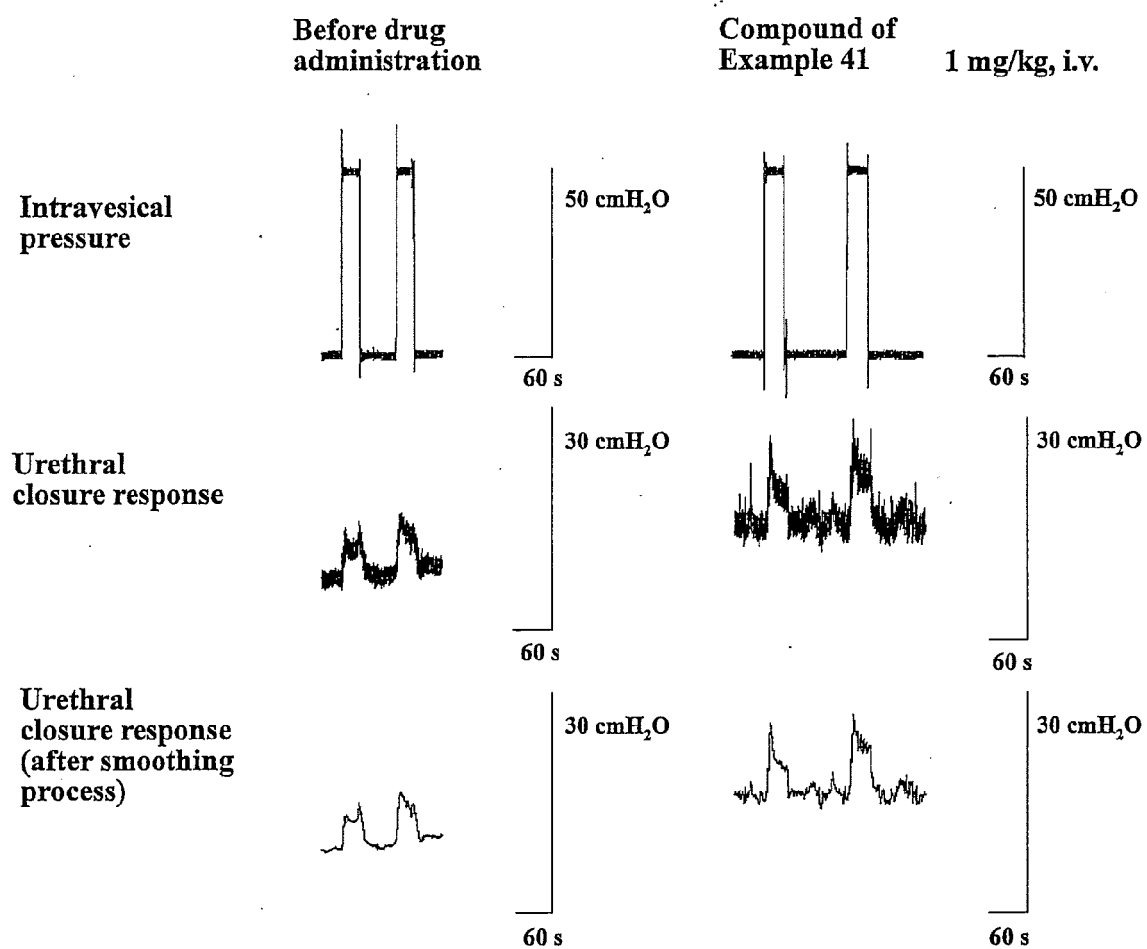 Before drug
administration
Compound of
Example 41
1 mg/kg, i.v.
Intravesical
pressure
50 cmH₂O
60 s
50 cmH₂O
60 s
Urethral
closure response
30 cmH₂O
60 s
30 cmH₂O
60 s
Urethral
closure response
(after smoothing
process)
30 cmH₂O
60 s
30 cmH₂O
60 s